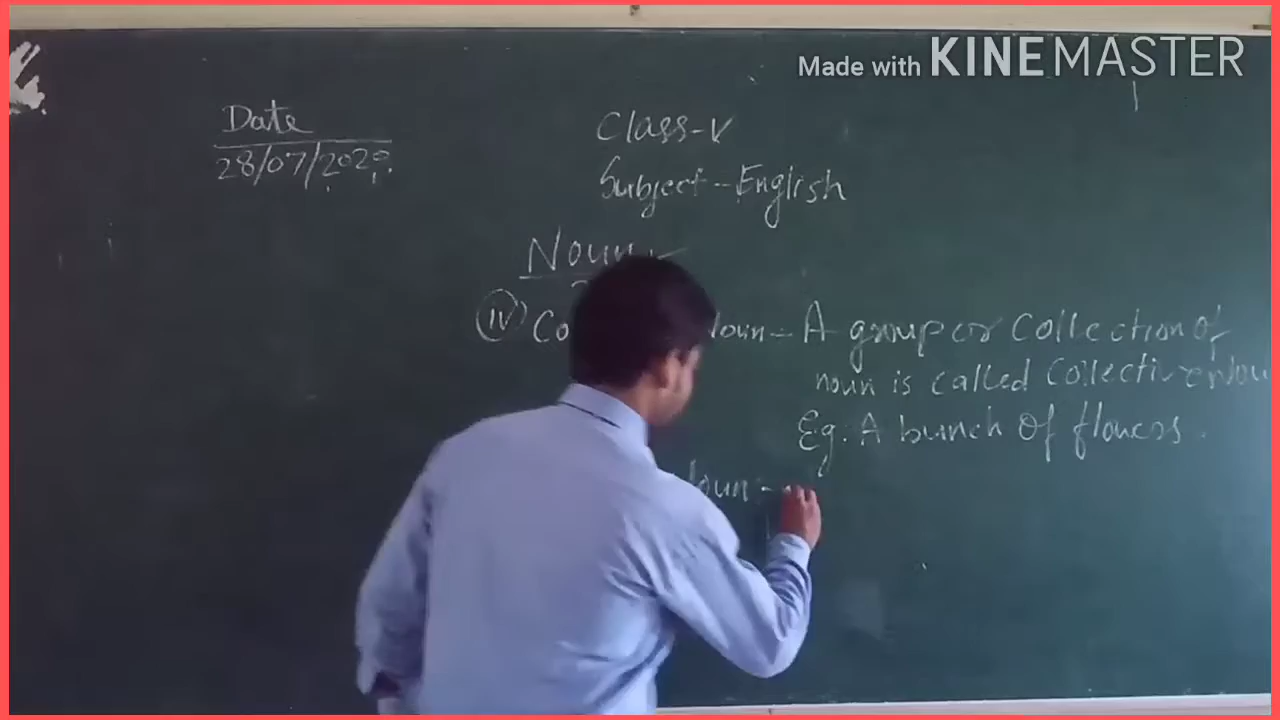 Made with KINEMASTER
Date
28/07/2020
Class-V
Subject - English
Noun
(iv) Co Noun - A group or Collection of
noun is called Collective Nou
Eg. A bunch of flowers.
Noun -